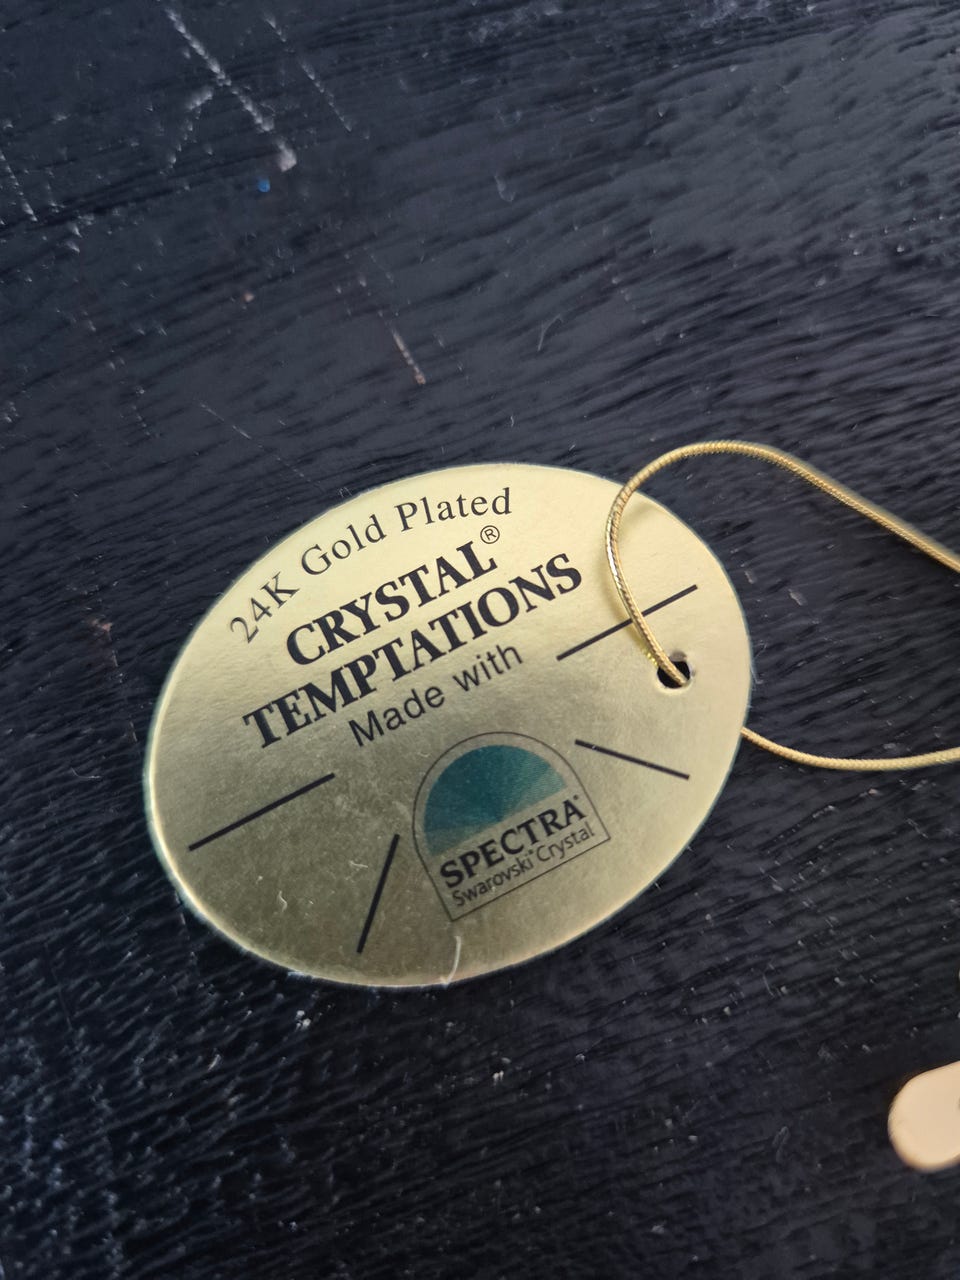 24K Gold Plated
CRYSTAL®
TEMPTATIONS
Made with
SPECTRA®
Swarovski® Crystal